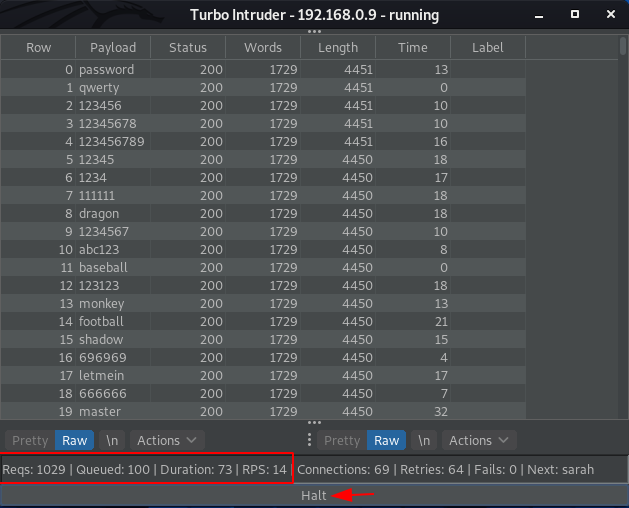 Turbo Intruder - 192.168.0.9 - running
Row Payload Status Words Length Time Label
0 password 200 1729 4451 13
1 qwerty 200 1729 4451 0
2 123456 200 1729 4451 10
3 12345678 200 1729 4451 10
4 123456789 200 1729 4451 16
5 12345 200 1729 4450 18
6 1234 200 1729 4450 17
7 111111 200 1729 4450 18
8 dragon 200 1729 4450 18
9 1234567 200 1729 4450 10
10 abc123 200 1729 4450 8
11 baseball 200 1729 4450 0
12 123123 200 1729 4450 18
13 monkey 200 1729 4450 13
14 football 200 1729 4450 21
15 shadow 200 1729 4450 15
16 696969 200 1729 4450 4
17 letmein 200 1729 4450 17
18 666666 200 1729 4450 7
19 master 200 1729 4450 32
Pretty Raw \n Actions Pretty Raw \n Actions
Reqs: 1029 | Queued: 100 | Duration: 73 | RPS: 14 | Connections: 69 | Retries: 64 | Fails: 0 | Next: sarah
Halt